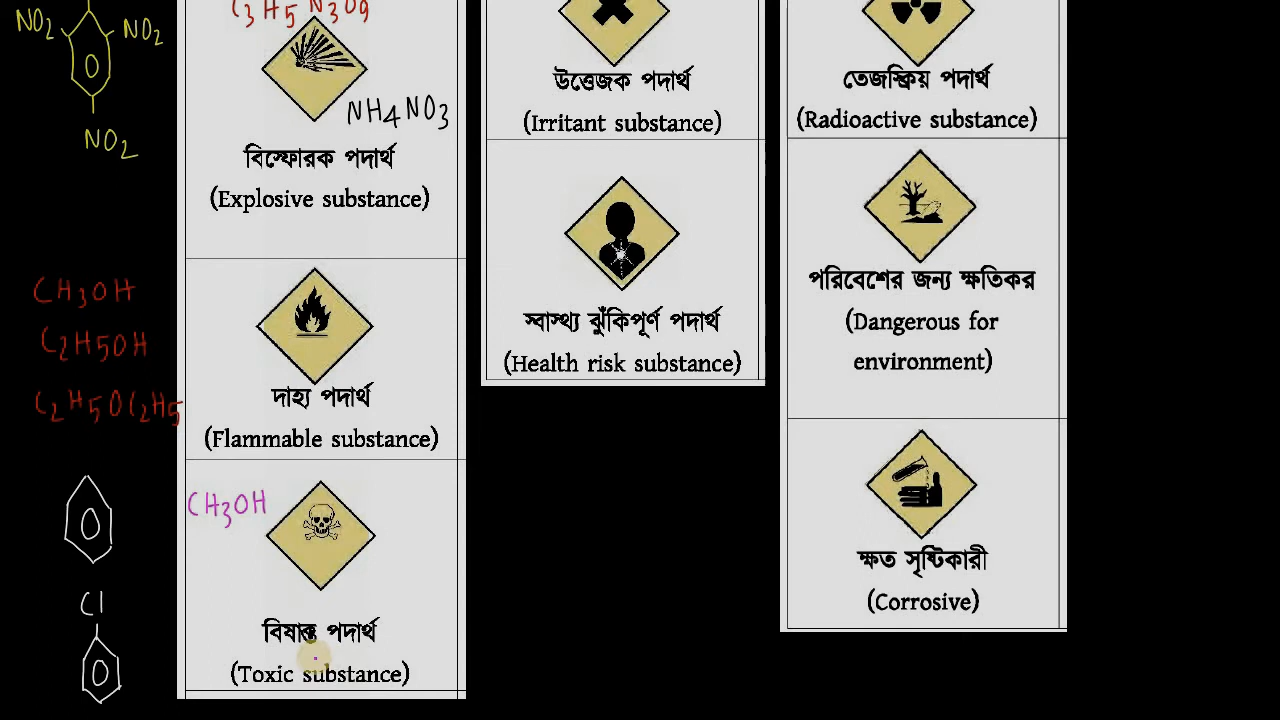 C3H5N3O9
NO2
NO2
NO2
NH4NO3
বিস্ফোরক পদার্থ
(Explosive substance)
CH3OH
C2H5OH
C2H5OC2H5
দাহ্য পদার্থ
(Flammable substance)
CH3OH
Cl
বিষাক্ত পদার্থ
(Toxic substance)
উত্তেজক পদার্থ
(Irritant substance)
স্বাস্থ্য ঝুঁকিপূর্ণ পদার্থ
(Health risk substance)
তেজস্ক্রিয় পদার্থ
(Radioactive substance)
পরিবেশের জন্য ক্ষতিকর
(Dangerous for
environment)
ক্ষত সৃষ্টিকারী
(Corrosive)